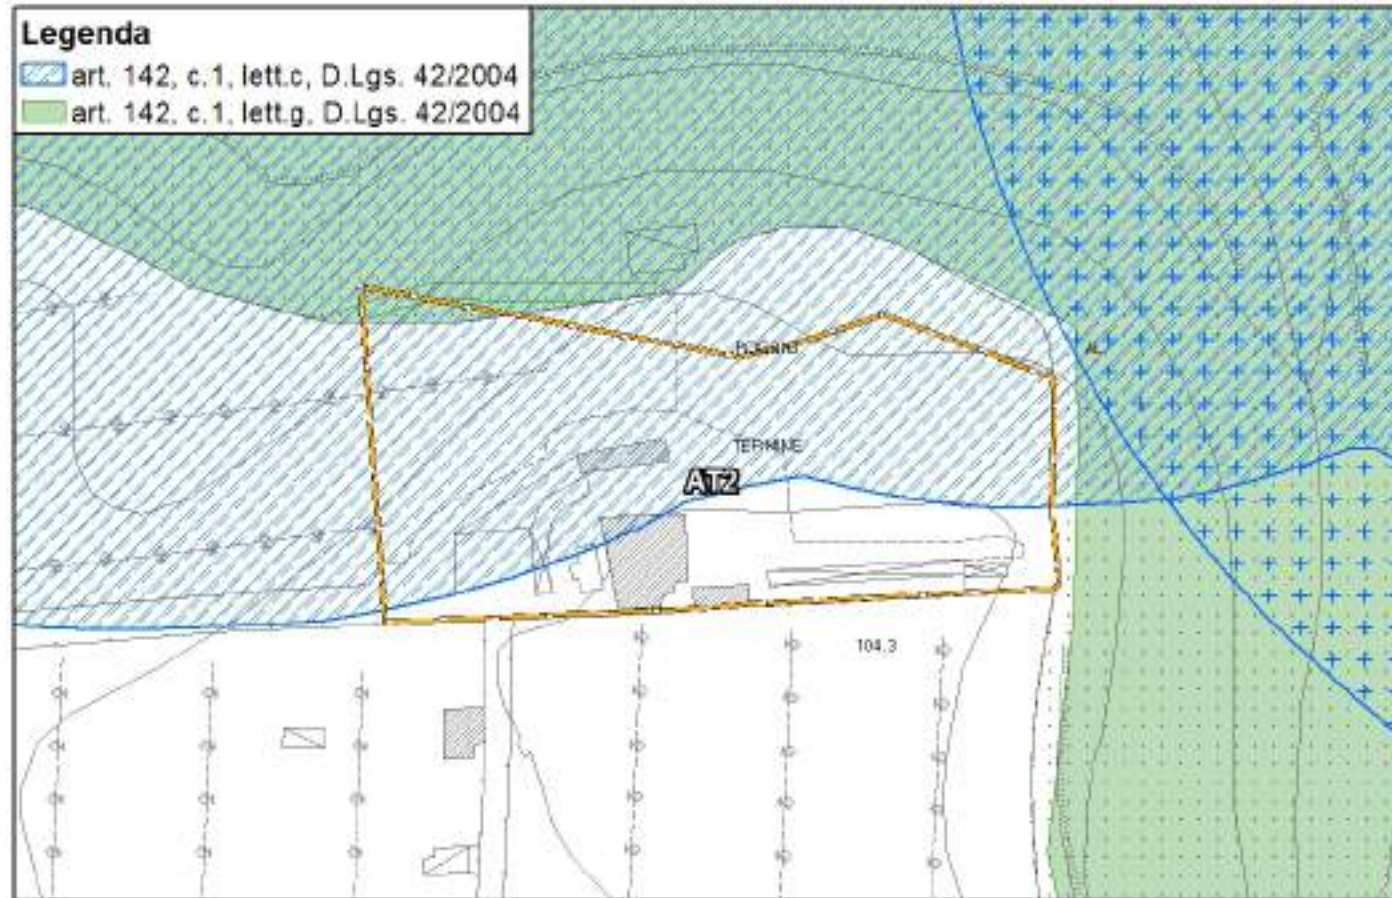 Legenda
art. 142, c.1, lett.c, D.Lgs. 42/2004
art. 142, c.1, lett.g, D.Lgs. 42/2004
TERMINE
AT2
104.3